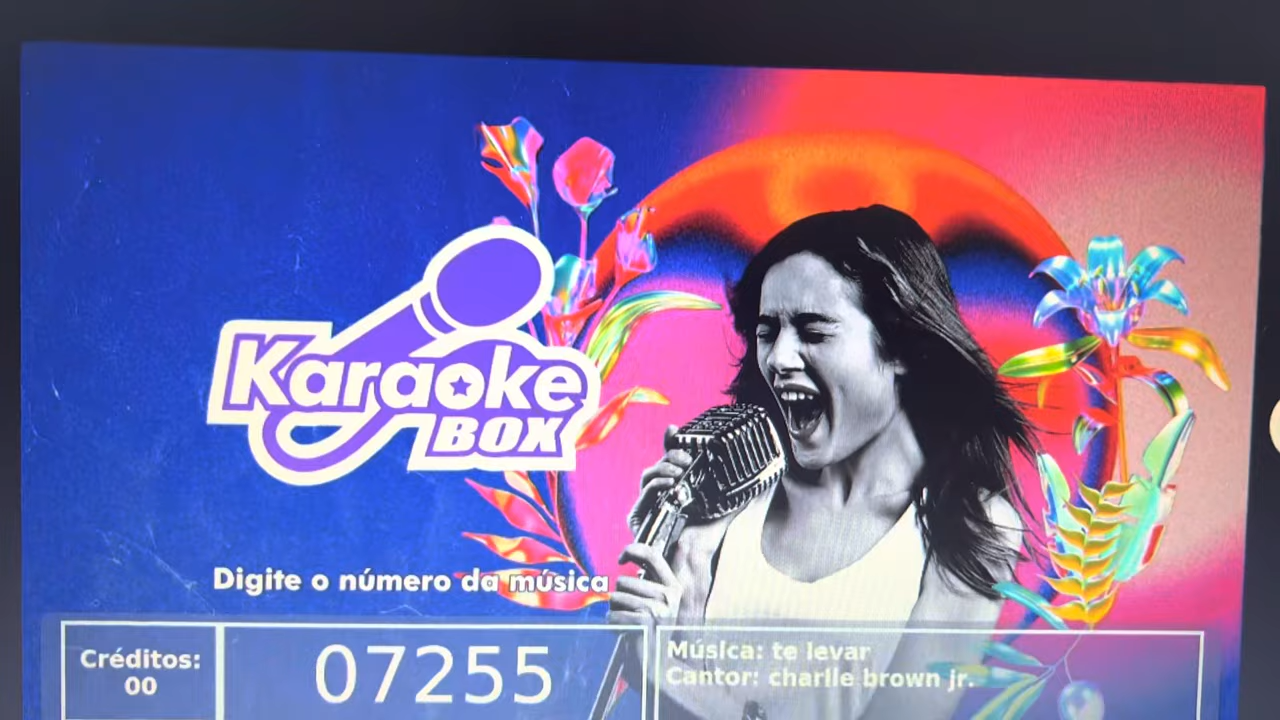 Karaoke
BOX
Digite o número da música
Créditos:
00
07255
Música: te levar
Cantor: charlie brown jr.